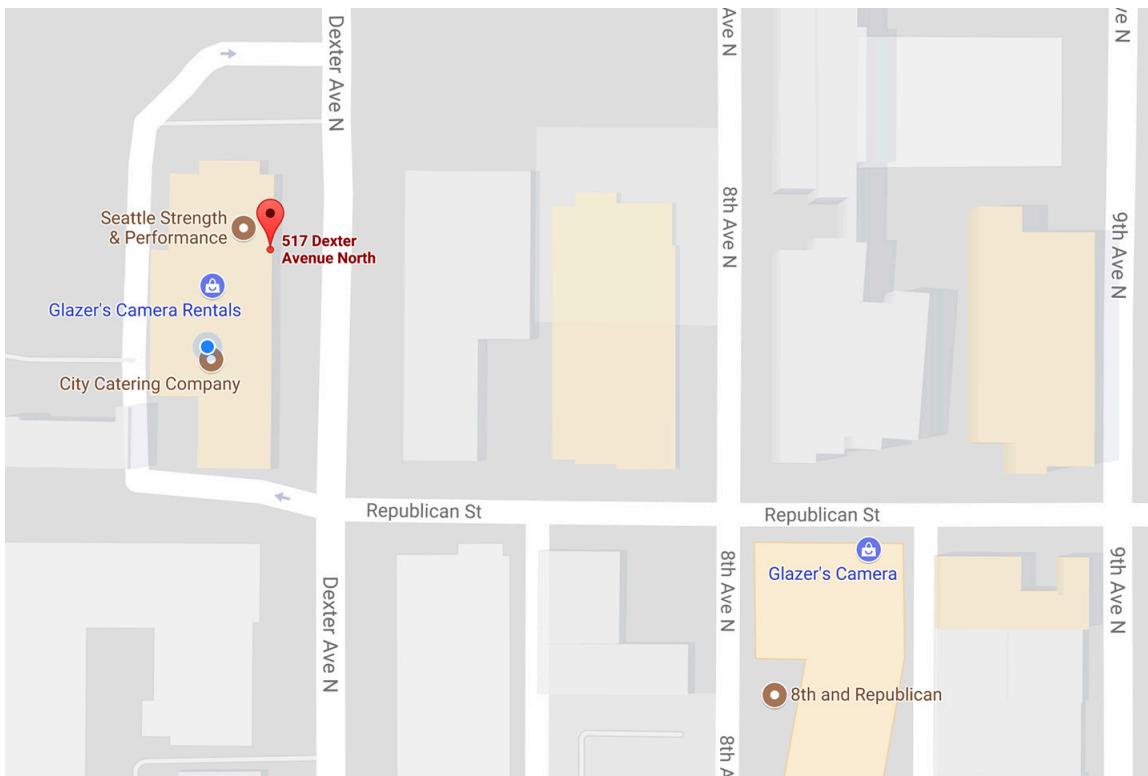 Dexter Ave N
Ave N
ve N
Seattle Strength
& Performance
517 Dexter
Avenue North
8th Ave N
9th Ave N
Glazer's Camera Rentals
City Catering Company
Republican St
Republican St
Glazer's Camera
Dexter Ave N
8th Ave N
9th Ave N
8th and Republican
8th A